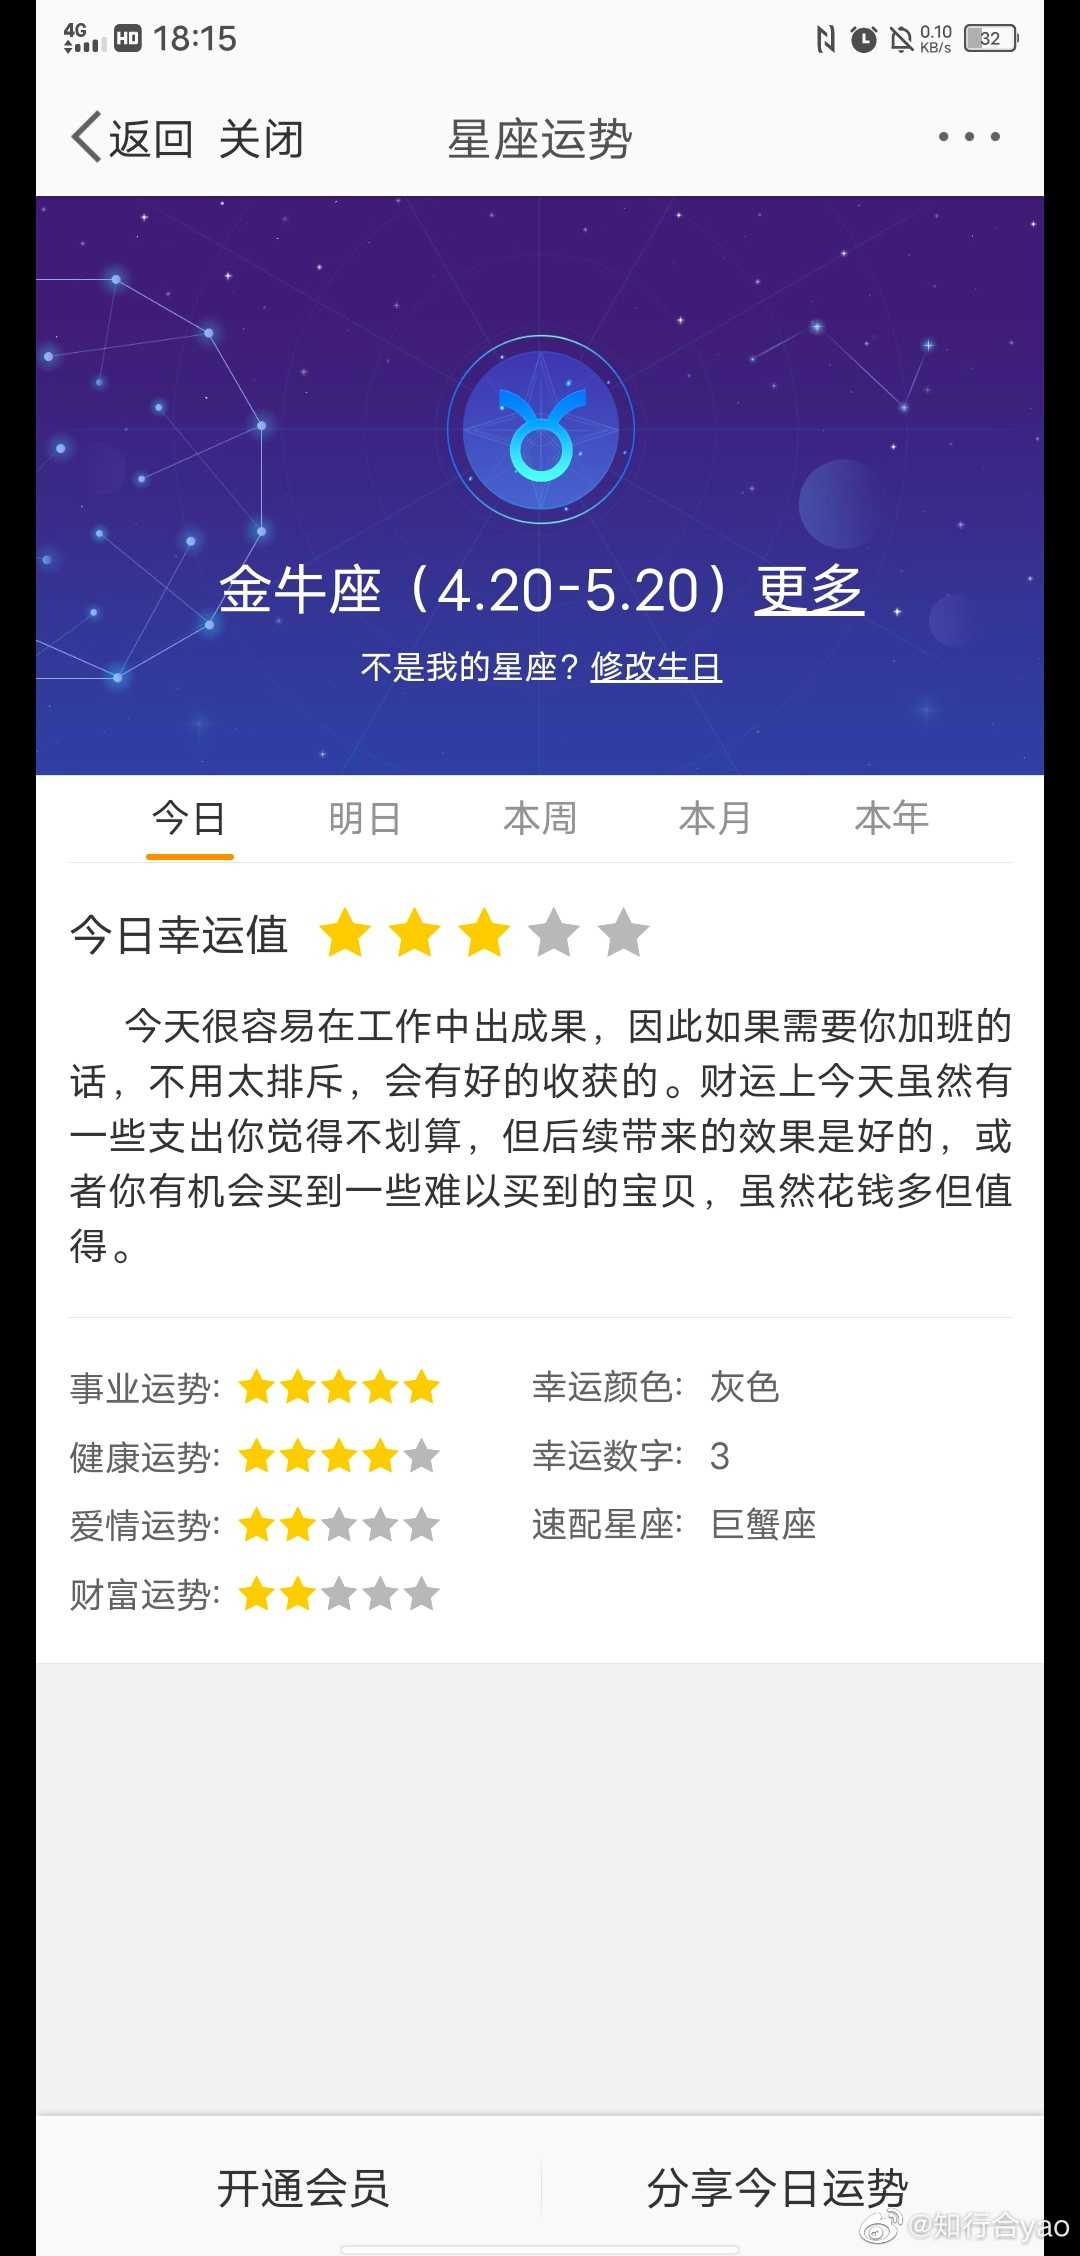 4G HD 18:15 0.10 KB/s 32
返回 关闭 星座运势
金牛座（4.20-5.20）更多
不是我的星座？修改生日
今日 明日 本周 本月 本年
今日幸运值
今天很容易在工作中出成果，因此如果需要你加班的
话，不用太排斥，会有好的收获的。财运上今天虽然有
一些支出你觉得不划算，但后续带来的效果是好的，或
者你有机会买到一些难以买到的宝贝，虽然花钱多但值
得。
事业运势: 幸运颜色: 灰色
健康运势: 幸运数字: 3
爱情运势: 速配星座: 巨蟹座
财富运势:
开通会员 分享今日运势
@知行合yao